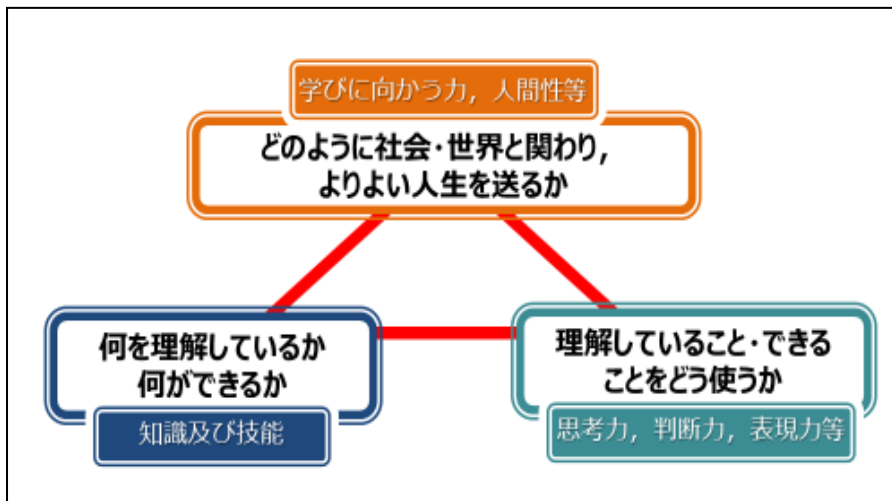 学びに向かう力，人間性等
どのように社会・世界と関わり，
よりよい人生を送るか
何を理解しているか
何ができるか
知識及び技能
理解していること・できる
ことをどう使うか
思考力，判断力，表現力等